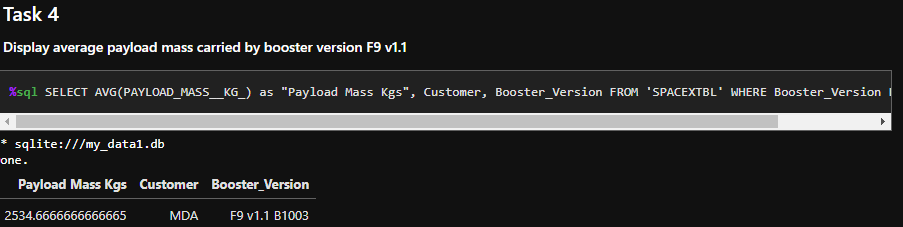 Task 4
Display average payload mass carried by booster version F9 v1.1
%sql SELECT AVG(PAYLOAD_MASS__KG_) as "Payload Mass Kgs", Customer, Booster_Version FROM 'SPACEXTBL' WHERE Booster_Version
* sqlite:///my_data1.db
one.
Payload Mass Kgs Customer Booster_Version
2534.6666666666665 MDA F9 v1.1 B1003